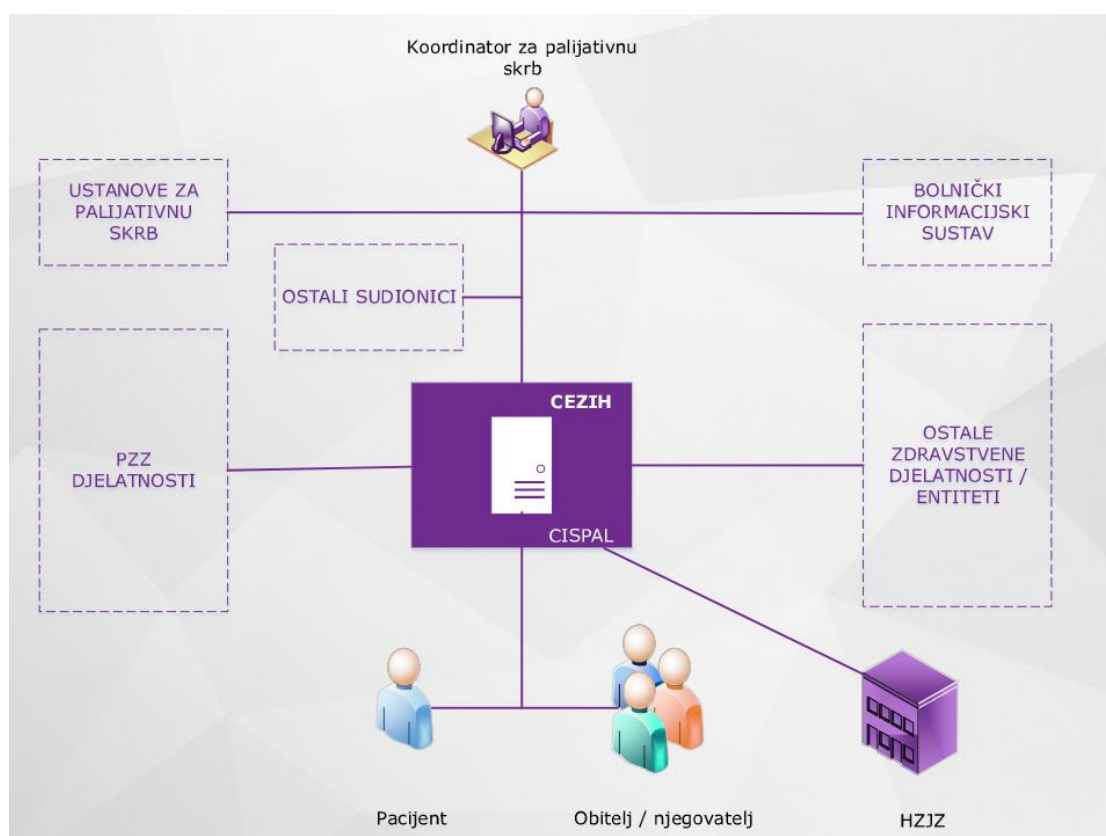 Koordinator za palijativnu
skrb
USTANOVE ZA
PALIJATIVNU
SKRB
BOLNIČKI
INFORMACIJSKI
SUSTAV
OSTALI SUDIONICI
CEZIH
PZZ
DJELATNOSTI
OSTALE
ZDRAVSTVENE
DJELATNOSTI /
ENTITETI
CISPAL
Pacijent
Obitelj / njegovatelj
HZJZ